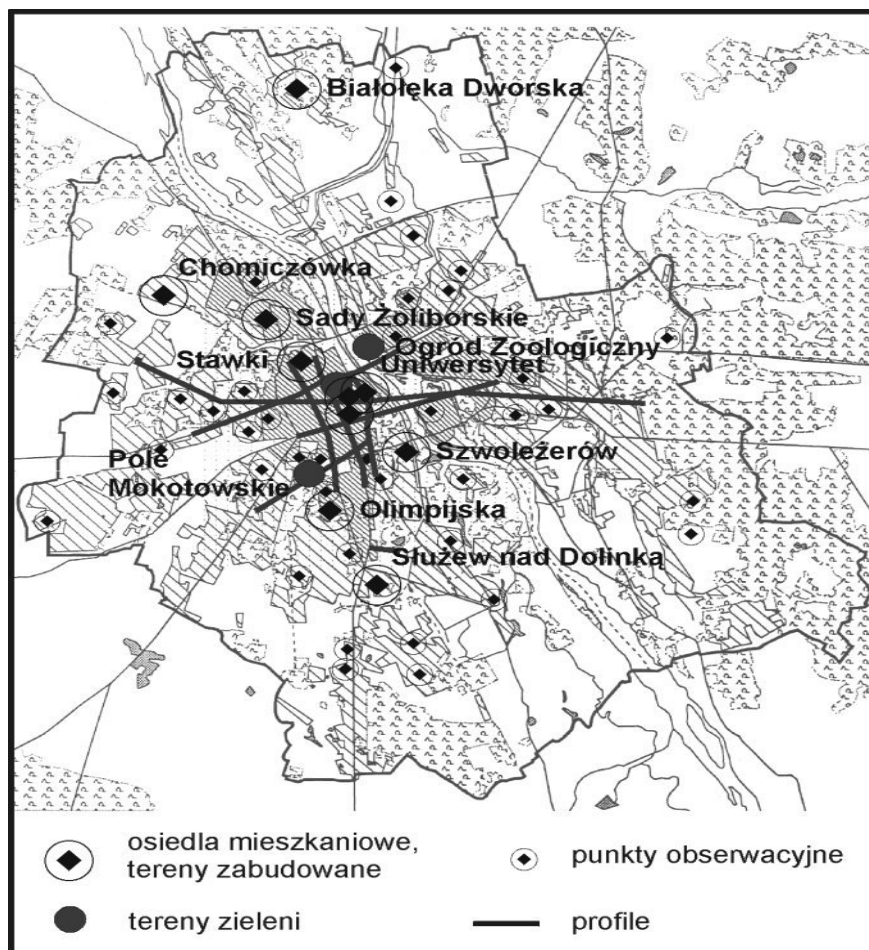 Białołęka Dworska
Chomiczówka
Sady Żoliborskie
Ogród Zoologiczny
Stawki
Uniwersytet
Pole
Mokotowskie
Szwoleżerów
Olimpijska
Służew nad Dolinką
osiedla mieszkaniowe,
tereny zabudowane
punkty obserwacyjne
tereny zieleni
profile